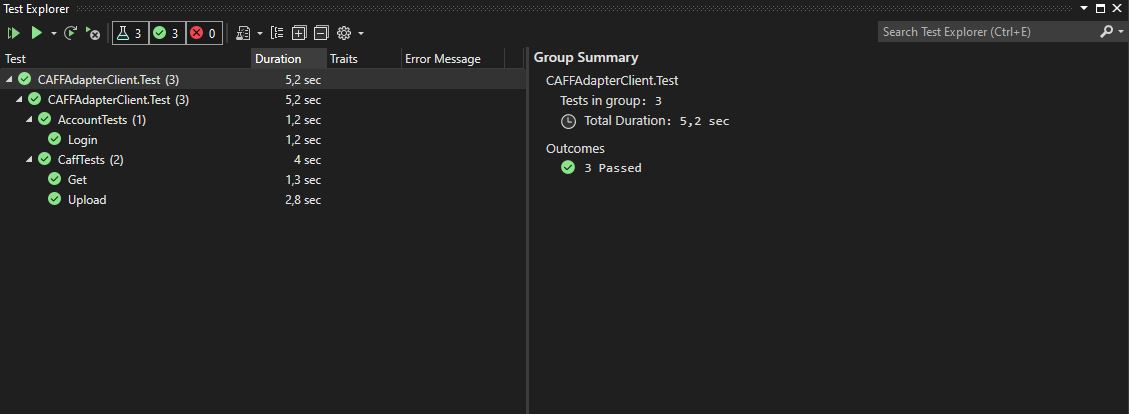 Test Explorer
3 3 0
Search Test Explorer (Ctrl+E)
Test Duration Traits Error Message
CAFFAdapterClient.Test (3) 5,2 sec
CAFFAdapterClient.Test (3) 5,2 sec
AccountTests (1) 1,2 sec
Login 1,2 sec
CaffTests (2) 4 sec
Get 1,3 sec
Upload 2,8 sec
Group Summary
CAFFAdapterClient.Test
Tests in group: 3
Total Duration: 5,2 sec
Outcomes
3 Passed